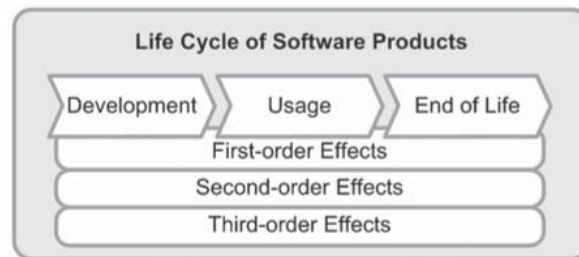 Life Cycle of Software Products
Development Usage End of Life
First-order Effects
Second-order Effects
Third-order Effects